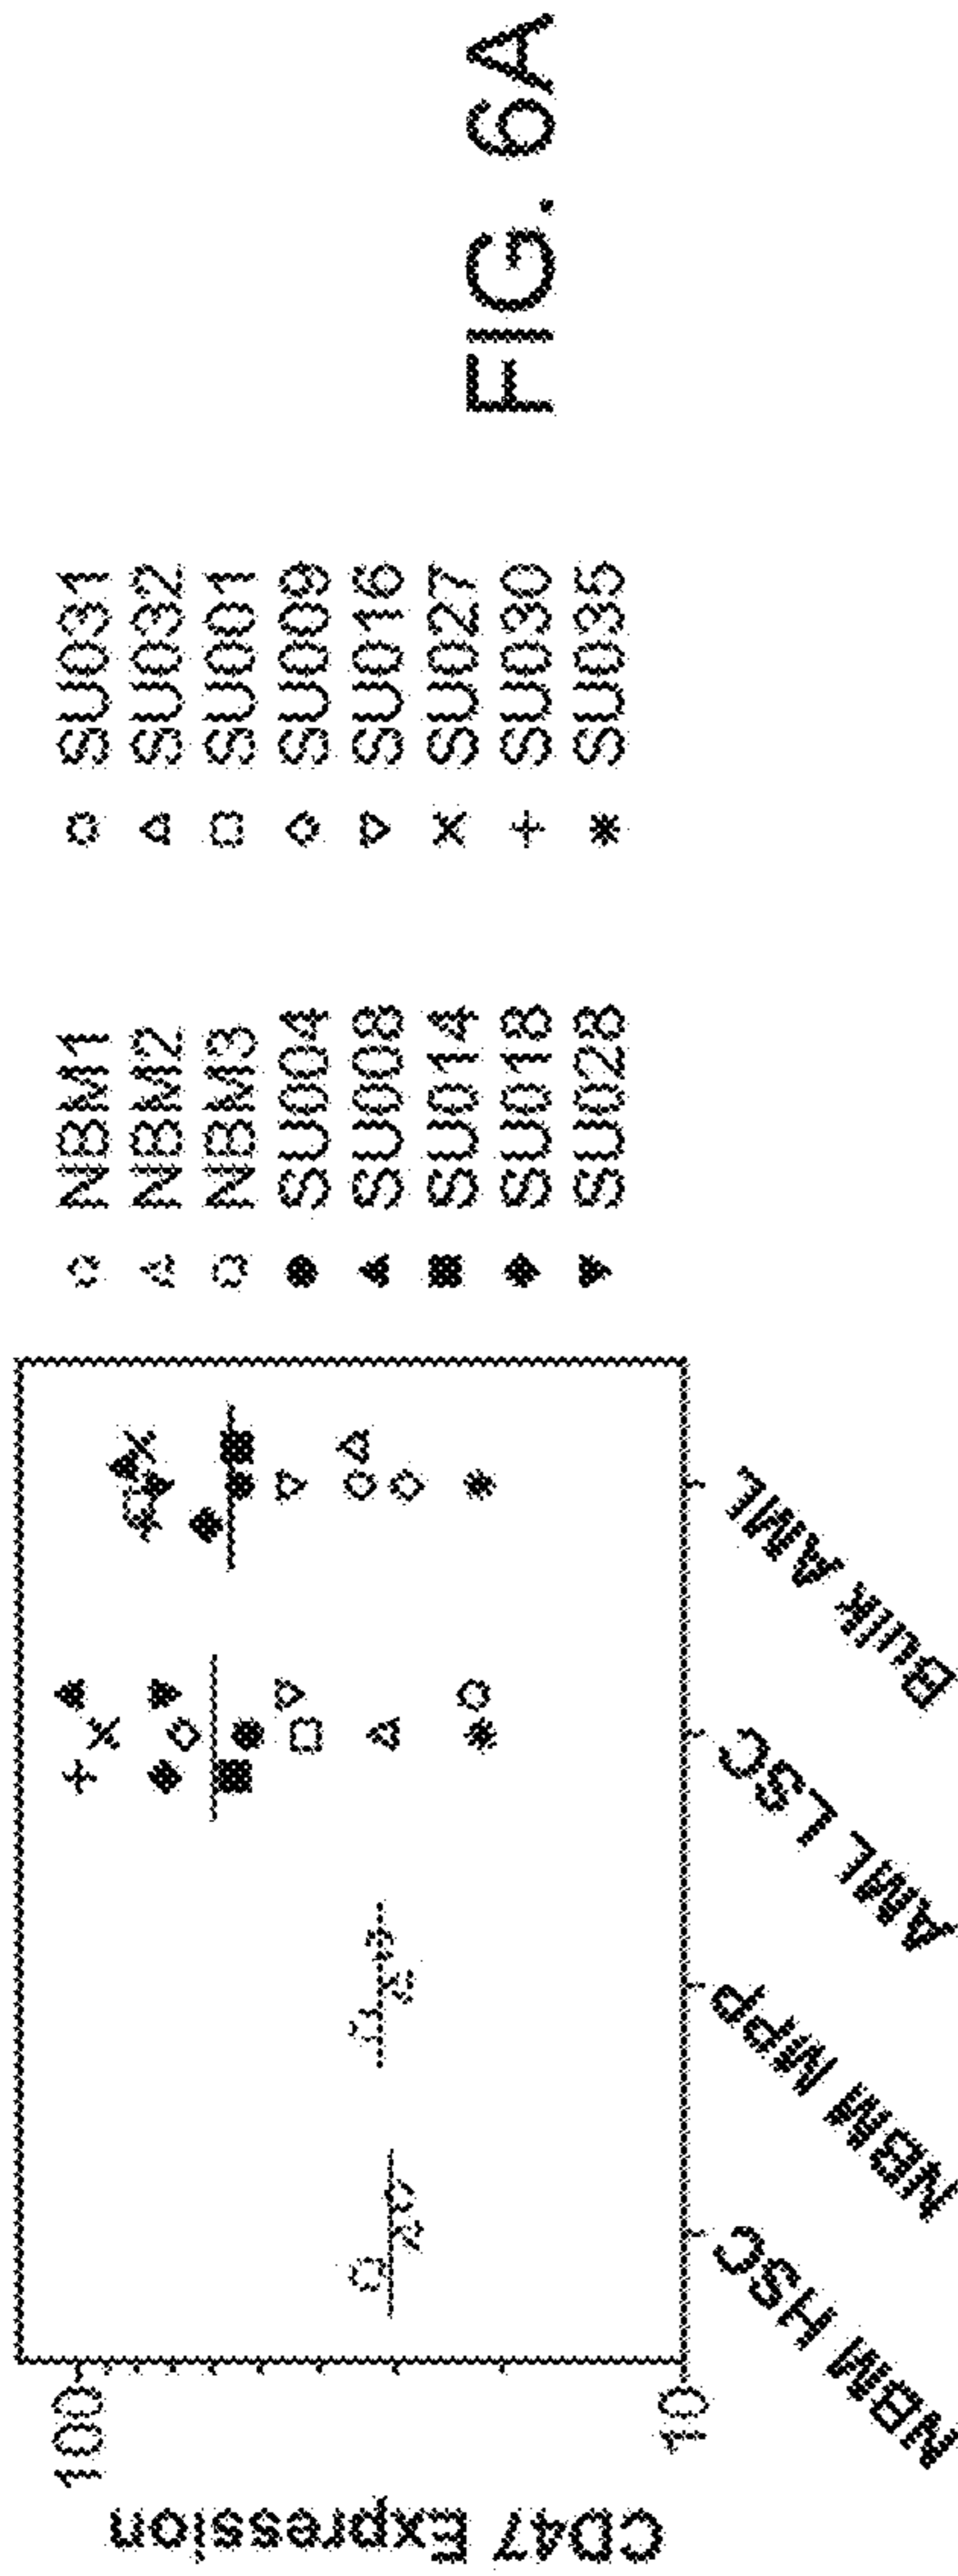 CD47 Expression
100
10
NBM HSC
NBM MPP
AML LSC
Bulk AML
NBM1
NBM2
NBM3
SU004
SU008
SU014
SU018
SU028
SU031
SU032
SU001
SU009
SU016
SU027
SU030
SU035
FIG. 6A